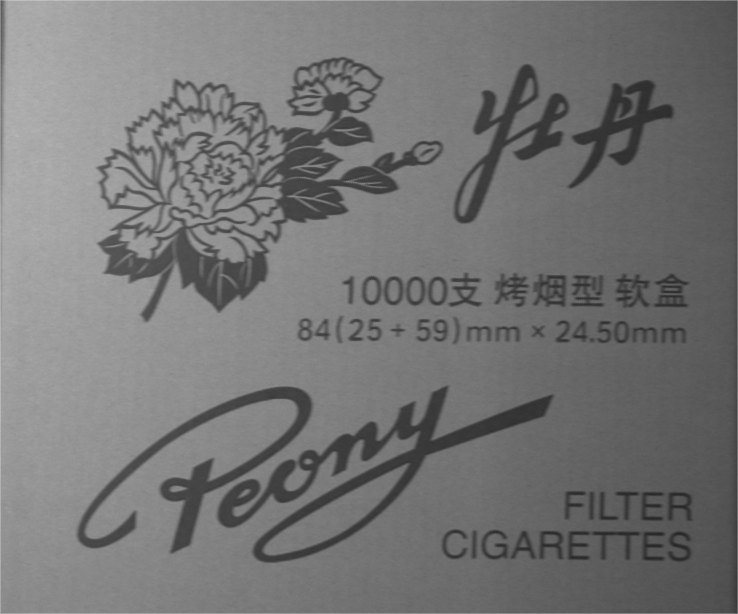 牡丹
10000支 烤烟型 软盒
84(25+59)mm×24.50mm
Peony
FILTER
CIGARETTES